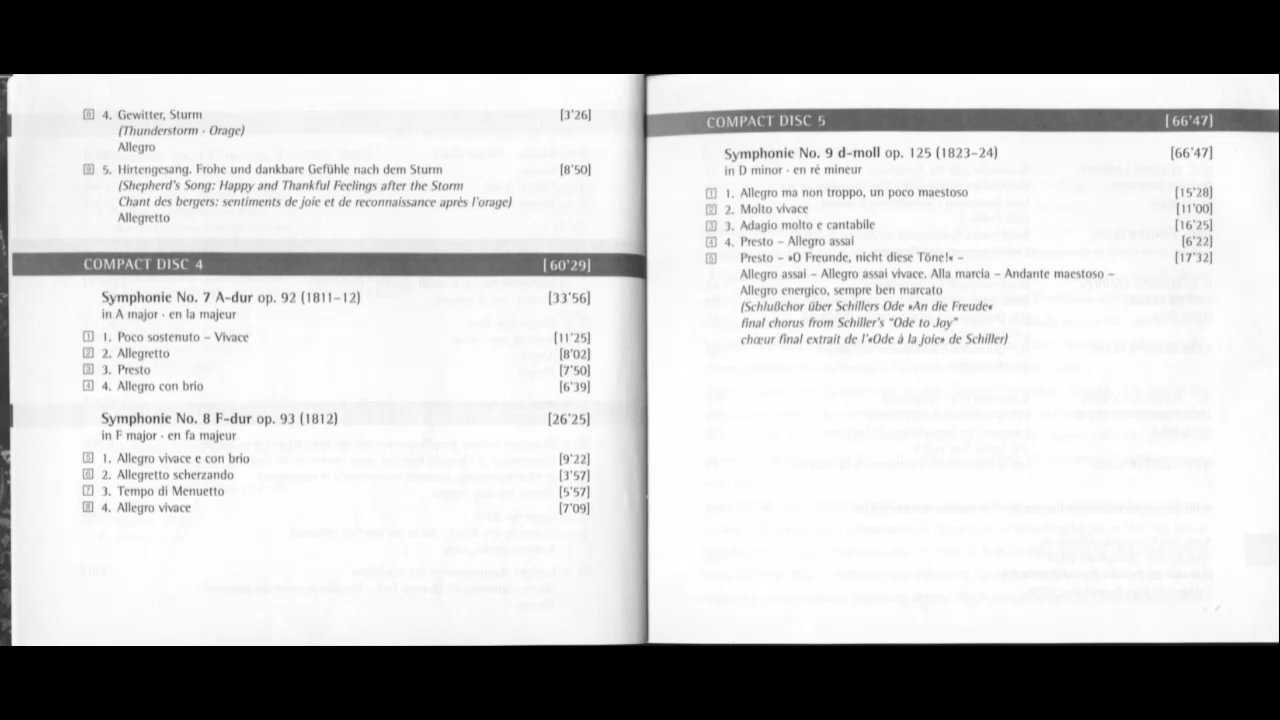 8 4. Gewitter, Sturm [3'26]
(Thunderstorm · Orage)
Allegro
9 5. Hirtengesang. Frohe und dankbare Gefühle nach dem Sturm [8'50]
(Shepherd's Song: Happy and Thankful Feelings after the Storm
Chant des bergers: sentiments de joie et de reconnaissance après l'orage)
Allegretto
COMPACT DISC 4 [60'29]
Symphonie No. 7 A-dur op. 92 (1811–12) [33'56]
in A major · en la majeur
1 1. Poco sostenuto – Vivace [11'25]
2 2. Allegretto [8'02]
3 3. Presto [7'50]
4 4. Allegro con brio [6'39]
Symphonie No. 8 F-dur op. 93 (1812) [26'25]
in F major · en fa majeur
5 1. Allegro vivace e con brio [9'22]
6 2. Allegretto scherzando [3'57]
7 3. Tempo di Menuetto [5'57]
8 4. Allegro vivace [7'09]
COMPACT DISC 5 [66'47]
Symphonie No. 9 d-moll op. 125 (1823–24) [66'47]
in D minor · en ré mineur
1 1. Allegro ma non troppo, un poco maestoso [15'28]
2 2. Molto vivace [11'00]
3 3. Adagio molto e cantabile [16'25]
4 4. Presto – Allegro assai [6'22]
5 Presto – »O Freunde, nicht diese Töne!« – [17'32]
Allegro assai – Allegro assai vivace. Alla marcia – Andante maestoso –
Allegro energico, sempre ben marcato
(Schlußchor über Schillers Ode »An die Freude«
final chorus from Schiller's "Ode to Joy"
chœur final extrait de l'«Ode à la joie» de Schiller)